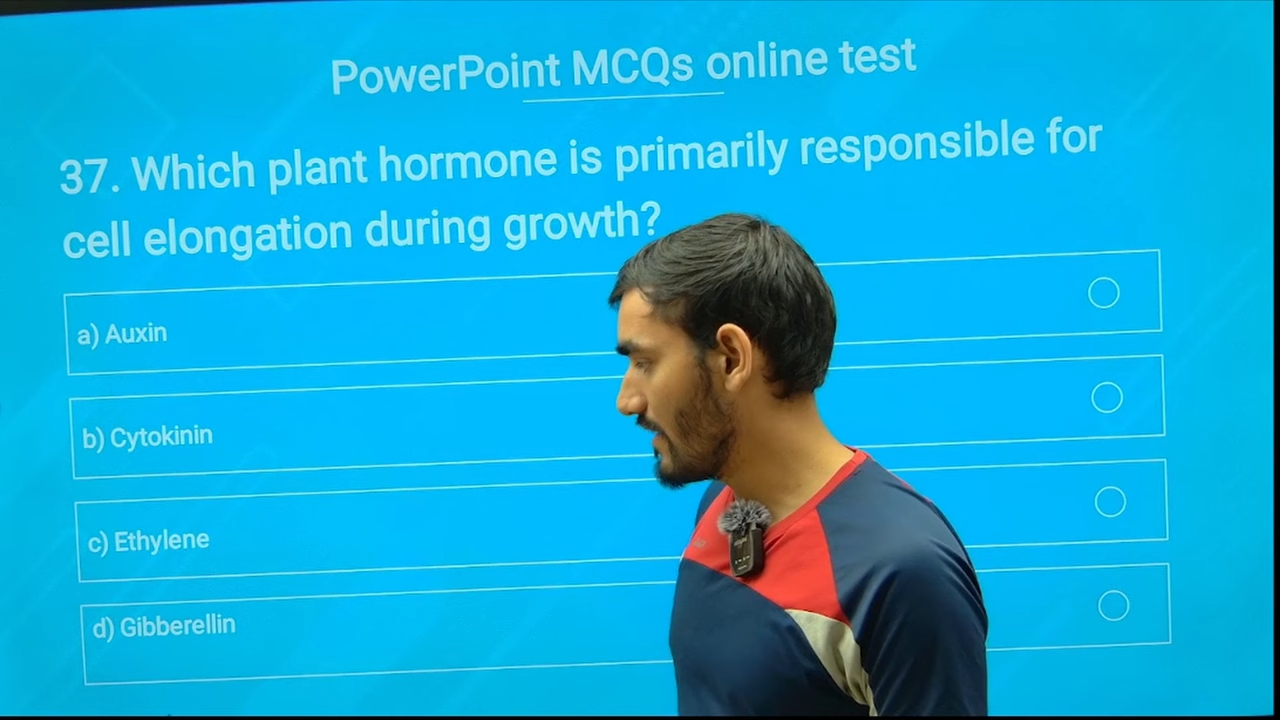 PowerPoint MCQs online test
37. Which plant hormone is primarily responsible for
cell elongation during growth?
a) Auxin
b) Cytokinin
c) Ethylene
d) Gibberellin